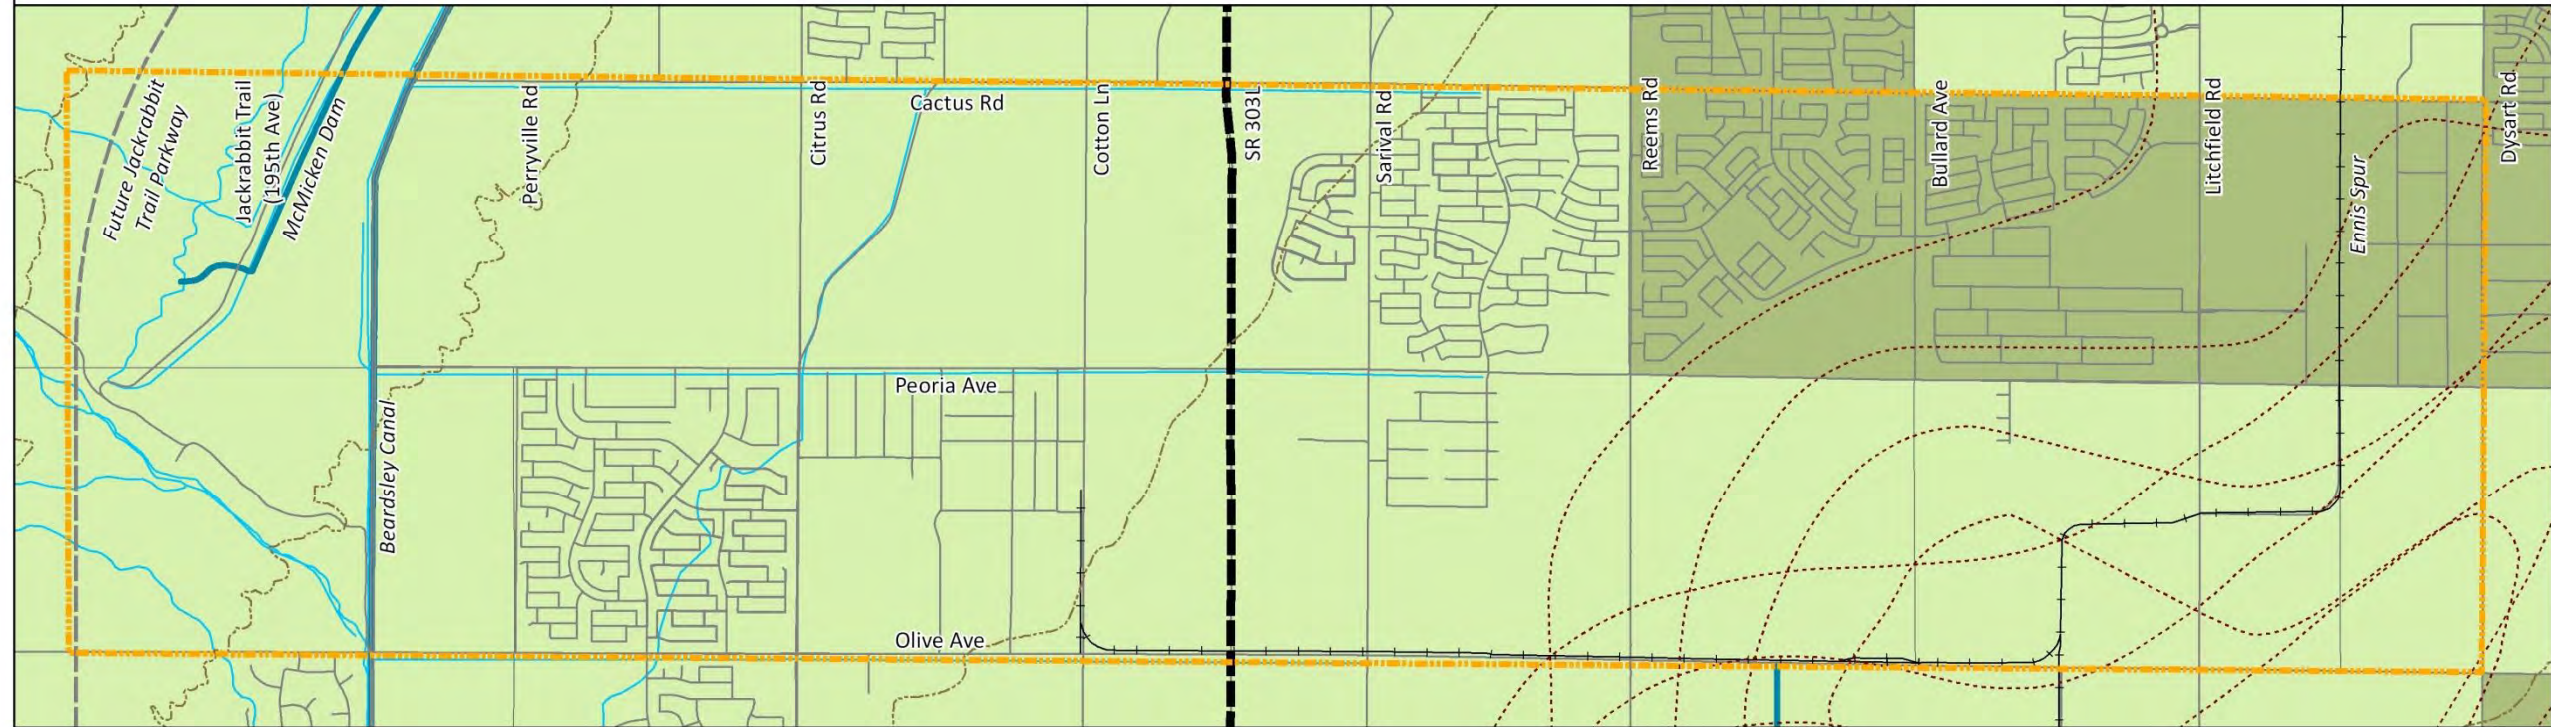 Future Jackrabbit
Trail Parkway
Jackrabbit Trail
(195th Ave)
McMicken Dam
Perryville Rd
Citrus Rd
Cactus Rd
Cotton Ln
SR 303L
Sarival Rd
Reems Rd
Bullard Ave
Litchfield Rd
Ennis Spur
Dysart Rd
Peoria Ave
Beardsley Canal
Olive Ave